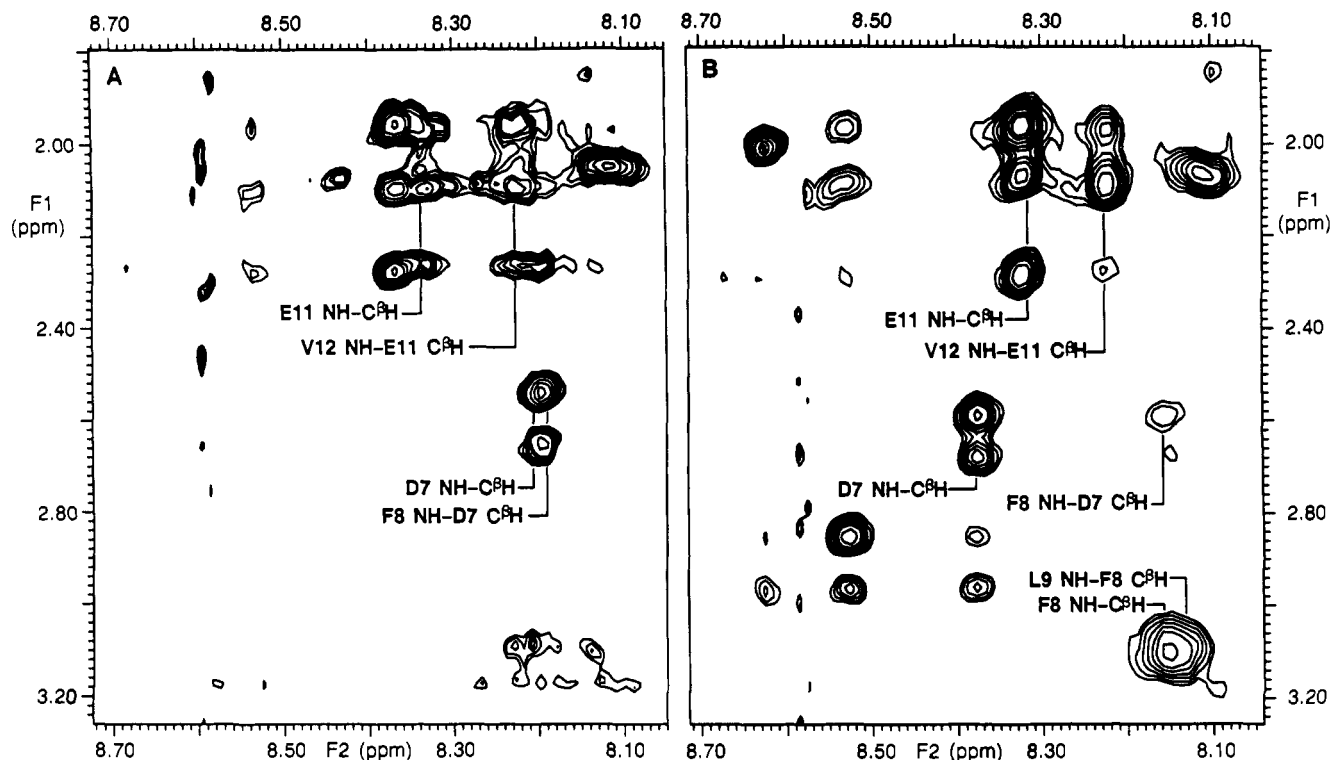 8.70 8.50 8.30 8.10 8.70 8.50 8.30 8.10
A B
2.00 2.00
F1 (ppm) F1 (ppm)
E11 NH–CβH E11 NH–CβH
2.40 2.40
V12 NH–E11 CβH V12 NH–E11 CβH
D7 NH–CβH D7 NH–CβH F8 NH–D7 CβH
F8 NH–D7 CβH
2.80 2.80
L9 NH–F8 CβH
F8 NH–CβH
3.20 3.20
8.70 8.50 F2 (ppm) 8.30 8.10 8.70 8.50 F2 (ppm) 8.30 8.10